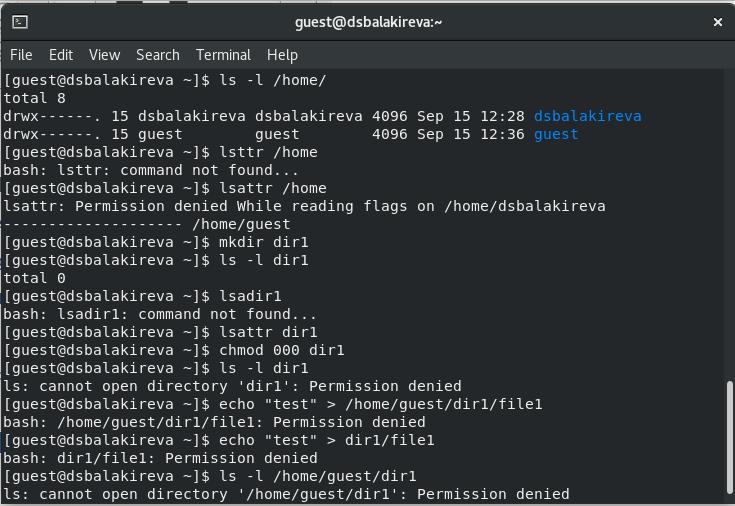 guest@dsbalakireva:~
File Edit View Search Terminal Help
[guest@dsbalakireva ~]$ ls -l /home/
total 8
drwx------. 15 dsbalakireva dsbalakireva 4096 Sep 15 12:28 dsbalakireva
drwx------. 15 guest        guest        4096 Sep 15 12:36 guest
[guest@dsbalakireva ~]$ lsttr /home
bash: lsttr: command not found...
[guest@dsbalakireva ~]$ lsattr /home
lsattr: Permission denied While reading flags on /home/dsbalakireva
-------------------- /home/guest
[guest@dsbalakireva ~]$ mkdir dir1
[guest@dsbalakireva ~]$ ls -l dir1
total 0
[guest@dsbalakireva ~]$ lsadir1
bash: lsadir1: command not found...
[guest@dsbalakireva ~]$ lsattr dir1
[guest@dsbalakireva ~]$ chmod 000 dir1
[guest@dsbalakireva ~]$ ls -l dir1
ls: cannot open directory 'dir1': Permission denied
[guest@dsbalakireva ~]$ echo "test" > /home/guest/dir1/file1
bash: /home/guest/dir1/file1: Permission denied
[guest@dsbalakireva ~]$ echo "test" > dir1/file1
bash: dir1/file1: Permission denied
[guest@dsbalakireva ~]$ ls -l /home/guest/dir1
ls: cannot open directory '/home/guest/dir1': Permission denied